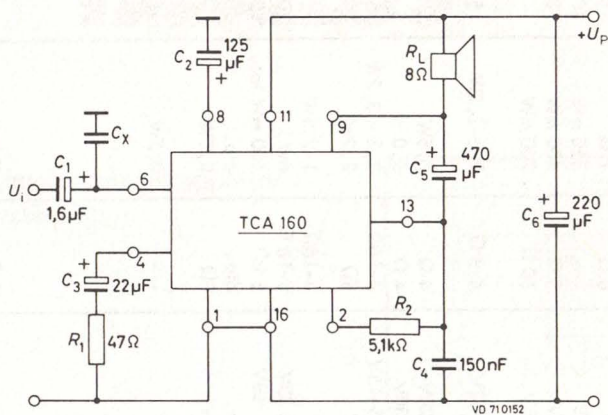 C2
125
µF
+
8
11
9
RL
8Ω
+UP
Cx
C1
+
Ui
1,6µF
6
TCA 160
+
C5
470
µF
13
+
C6
220
µF
4
+
C3
22µF
R1
47Ω
1
16
2
R2
5,1kΩ
C4
150nF
VD 710152